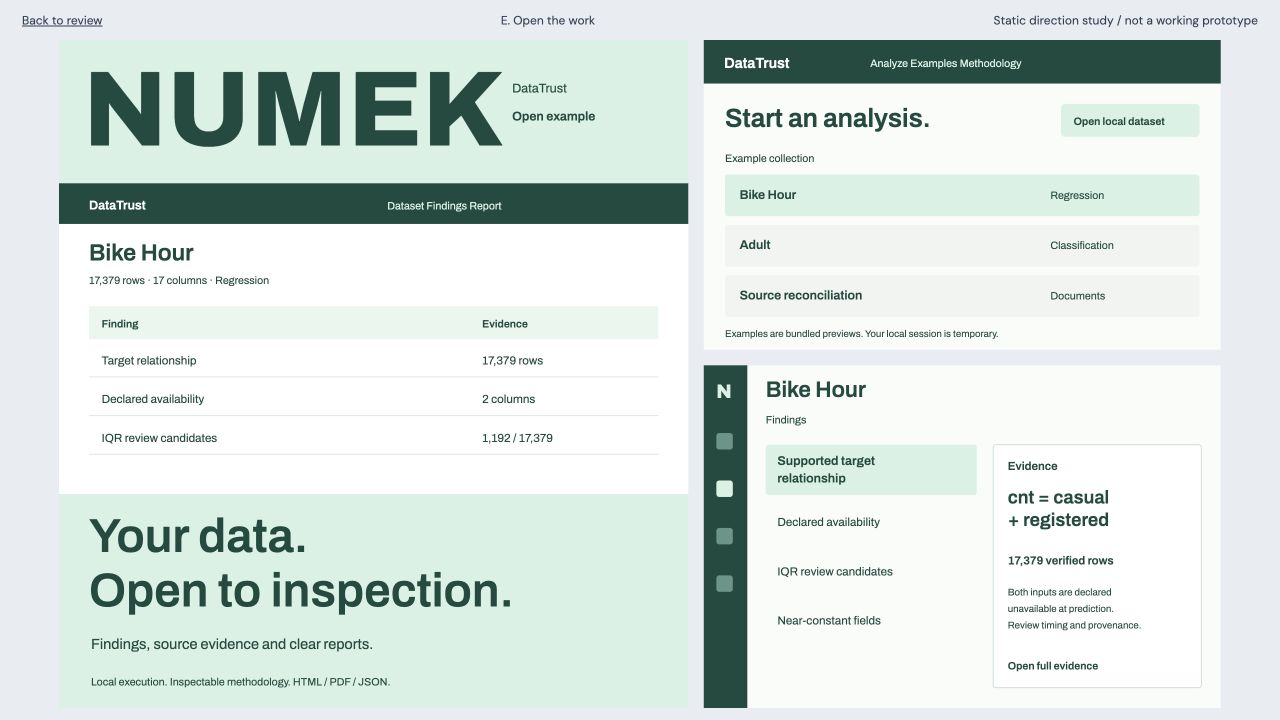 Back to review
E. Open the work
Static direction study / not a working prototype
NUMEK
DataTrust
Open example
DataTrust
Dataset Findings Report
Bike Hour
17,379 rows · 17 columns · Regression
Finding
Evidence
Target relationship
17,379 rows
Declared availability
2 columns
IQR review candidates
1,192 / 17,379
Your data.
Open to inspection.
Findings, source evidence and clear reports.
Local execution. Inspectable methodology. HTML / PDF / JSON.
DataTrust
Analyze Examples Methodology
Start an analysis.
Open local dataset
Example collection
Bike Hour
Regression
Adult
Classification
Source reconciliation
Documents
Examples are bundled previews. Your local session is temporary.
N
Bike Hour
Findings
Supported target
relationship
Declared availability
IQR review candidates
Near-constant fields
Evidence
cnt = casual
+ registered
17,379 verified rows
Both inputs are declared
unavailable at prediction.
Review timing and provenance.
Open full evidence